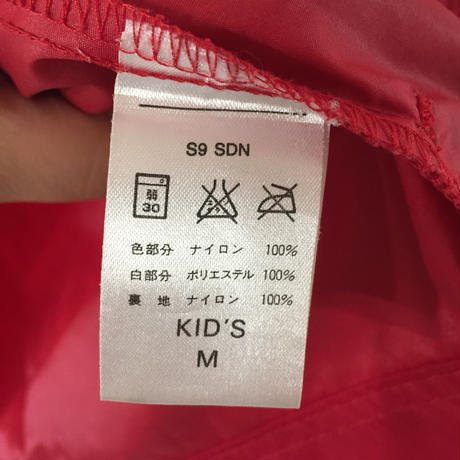 S9 SDN
弱
30
色部分 ナイロン 100%
白部分 ポリエステル 100%
裏 地 ナイロン 100%
KID'S
M